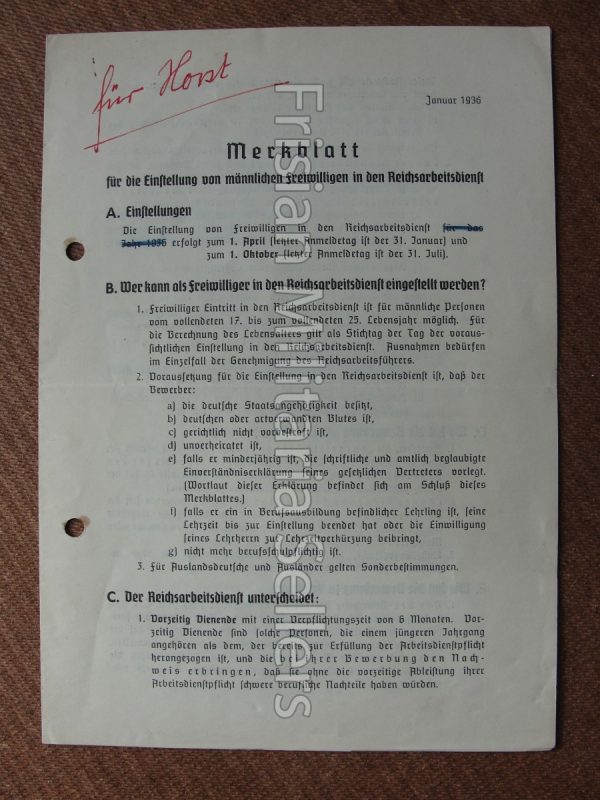 für Horst
Januar 1936
Merkblatt
für die Einstellung von männlichen Freiwilligen in den Reichsarbeitsdienst
A. Einstellungen
Die Einstellung von Freiwilligen in den Reichsarbeitsdienst für das
Jahr 1936 erfolgt zum 1. April (letzter Anmeldetag ist der 31. Januar) und
zum 1. Oktober (letzter Anmeldetag ist der 31. Juli).
B. Wer kann als Freiwilliger in den Reichsarbeitsdienst eingestellt werden?
1. Freiwilliger Eintritt in den Reichsarbeitsdienst ist für männliche Personen
vom vollendeten 17. bis zum vollendeten 25. Lebensjahr möglich. Für
die Berechnung des Lebensalters gilt als Stichtag der Tag der voraus-
sichtlichen Einstellung in den Reichsarbeitsdienst. Ausnahmen bedürfen
im Einzelfall der Genehmigung des Reichsarbeitsführers.
2. Voraussetzung für die Einstellung in den Reichsarbeitsdienst ist, daß der
Bewerber:
a) die deutsche Staatsangehörigkeit besitzt,
b) deutschen oder artverwandten Blutes ist,
c) gerichtlich nicht vorbestraft ist,
d) unverheiratet ist,
e) falls er minderjährig ist, die schriftliche und amtlich beglaubigte
Einverständniserklärung seines gesetzlichen Vertreters vorlegt.
(Wortlaut dieser Erklärung befindet sich am Schluß dieses
Merkblattes.)
f) falls er ein in Berufsausbildung befindlicher Lehrling ist, seine
Lehrzeit bis zur Einstellung beendet hat oder die Einwilligung
seines Lehrherrn zur Lehrzeitverkürzung beibringt,
g) nicht mehr berufsschulpflichtig ist.
3. Für Auslandsdeutsche und Ausländer gelten Sonderbestimmungen.
C. Der Reichsarbeitsdienst unterscheidet:
1. Vorzeitig Dienende mit einer Verpflichtungszeit von 6 Monaten. Vor-
zeitig Dienende sind solche Personen, die einem jüngeren Jahrgang
angehören als dem, der bereits zur Erfüllung der Arbeitsdienstpflicht
herangezogen ist, und die bei ihrer Bewerbung den Nach-
weis erbringen, daß sie ohne die vorzeitige Ableistung ihrer
Arbeitsdienstpflicht schwere berufliche Nachteile haben würden.
Frisian Militaria Sellers